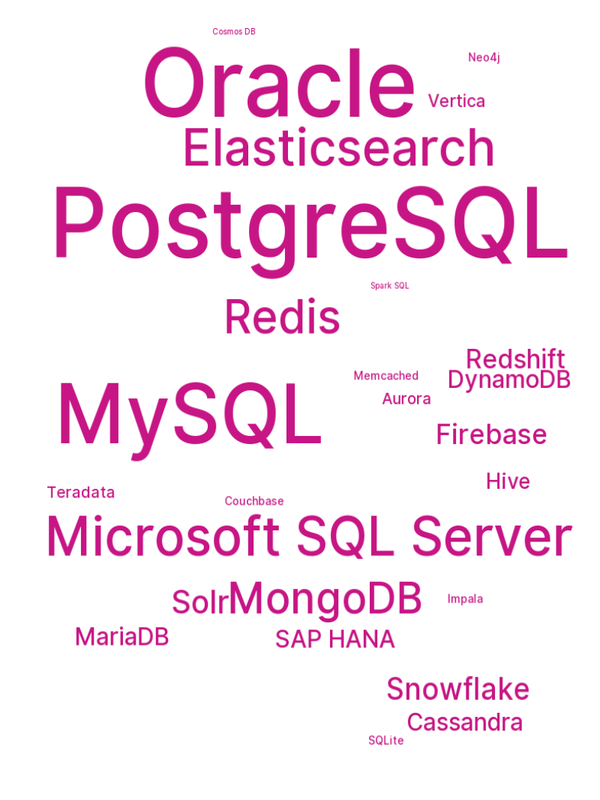 Cosmos DB
Neo4j
Oracle
Vertica
Elasticsearch
PostgreSQL
Spark SQL
Redis
Redshift
Memcached
DynamoDB
Aurora
MySQL
Firebase
Hive
Teradata
Couchbase
Microsoft SQL Server
Solr
MongoDB
Impala
MariaDB
SAP HANA
Snowflake
Cassandra
SQLite